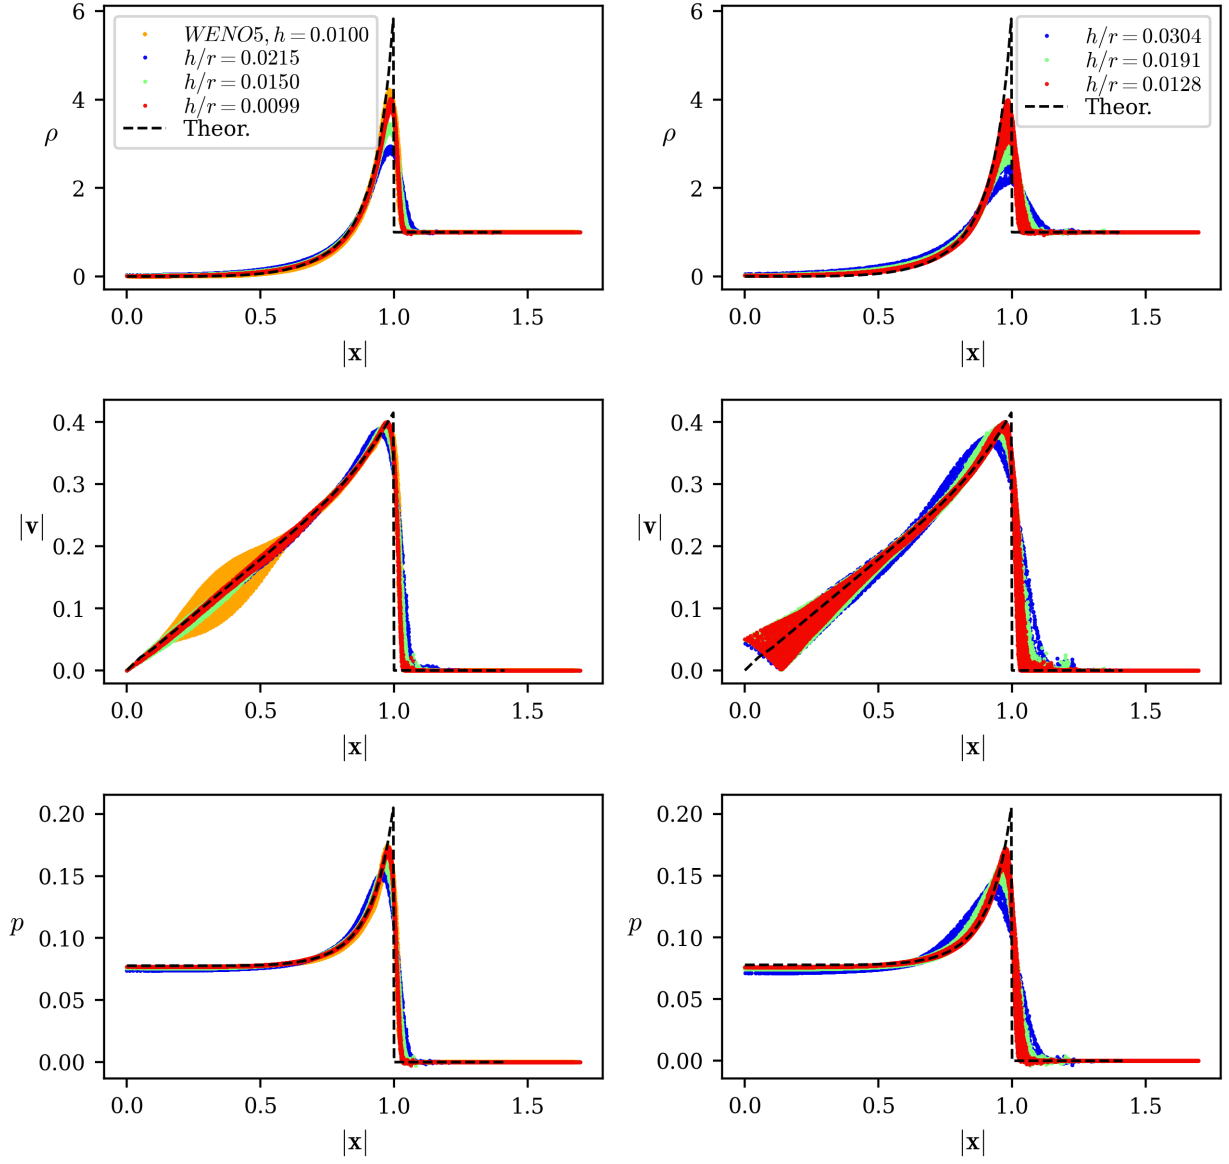 6
4
2
0
ρ
WENO5, h = 0.0100
h/r = 0.0215
h/r = 0.0150
h/r = 0.0099
Theor.
0.0 0.5 1.0 1.5
|x|
6
4
2
0
ρ
h/r = 0.0304
h/r = 0.0191
h/r = 0.0128
Theor.
0.0 0.5 1.0 1.5
|x|
0.4
0.3
0.2
0.1
0.0
|v|
0.0 0.5 1.0 1.5
|x|
0.4
0.3
0.2
0.1
0.0
|v|
0.0 0.5 1.0 1.5
|x|
0.20
0.15
0.10
0.05
0.00
p
0.0 0.5 1.0 1.5
|x|
0.20
0.15
0.10
0.05
0.00
p
0.0 0.5 1.0 1.5
|x|